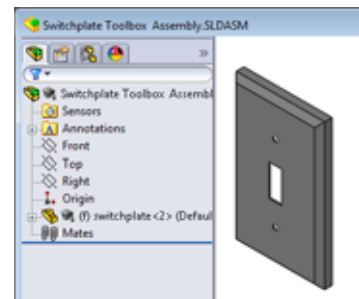 Switchplate Toolbox Assembly.SLDASM
»
Switchplate Toolbox Assembl
Sensors
Annotations
Front
Top
Right
Origin
(f) switchplate<2> (Defaul
Mates